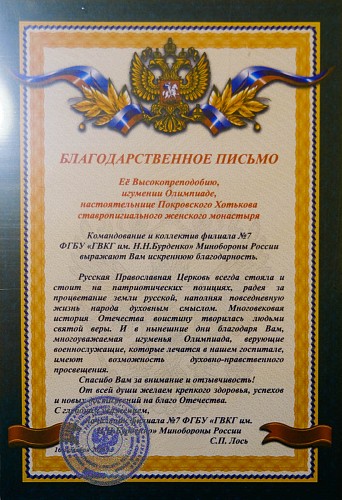 БЛАГОДАРСТВЕННОЕ ПИСЬМО
Её Высокопреподобию,
игумении Олимпиаде,
настоятельнице Покровского Хотькова
ставропигиального женского монастыря
Командование и коллектив филиала №7
ФГБУ «ГВКГ им. Н.Н.Бурденко» Минобороны России
выражают Вам искреннюю благодарность.
Русская Православная Церковь всегда стояла и
стоит на патриотических позициях, радея за
процветание земли русской, наполняя повседневную
жизнь народа духовным смыслом. Многовековая
история Отечества воистину творилась людьми
святой веры. И в нынешние дни благодаря Вам,
многоуважаемая игуменья Олимпиада, верующие
военнослужащие, которые лечатся в нашем госпитале,
имеют возможность духовно-нравственного
просвещения.
Спасибо Вам за внимание и отзывчивость!
От всей души желаем крепкого здоровья, успехов
и новых достижений на благо Отечества.
С глубоким уважением,
начальник филиала №7 ФГБУ «ГВКГ им.
Н.Н.Бурденко» Минобороны России
С.П. Лось